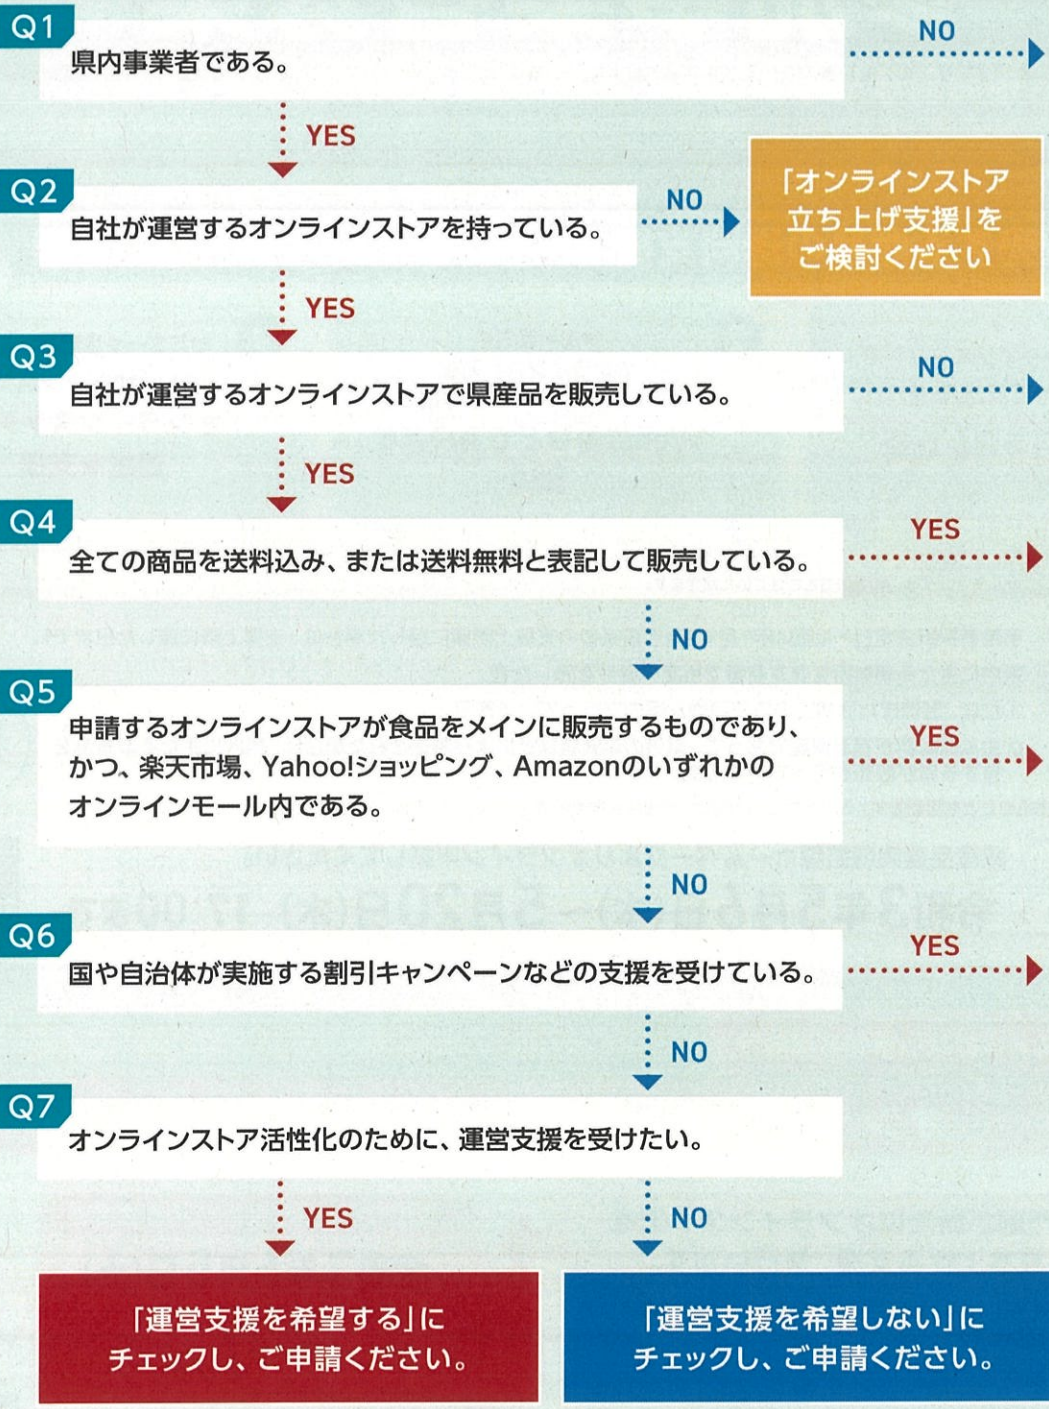 Q1
県内事業者である。
NO
YES
Q2
自社が運営するオンラインストアを持っている。
NO
「オンラインストア
立ち上げ支援」を
ご検討ください
YES
Q3
自社が運営するオンラインストアで県産品を販売している。
NO
YES
Q4
全ての商品を送料込み、または送料無料と表記して販売している。
YES
NO
Q5
申請するオンラインストアが食品をメインに販売するものであり、
かつ、楽天市場、Yahoo!ショッピング、Amazonのいずれかの
オンラインモール内である。
YES
NO
Q6
国や自治体が実施する割引キャンペーンなどの支援を受けている。
YES
NO
Q7
オンラインストア活性化のために、運営支援を受けたい。
YES
NO
「運営支援を希望する」に
チェックし、ご申請ください。
「運営支援を希望しない」に
チェックし、ご申請ください。